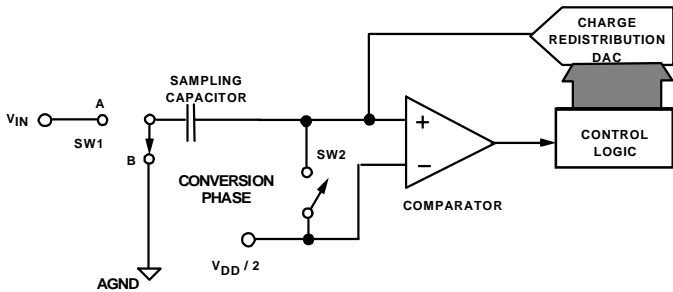 CHARGE
REDISTRIBUTION
DAC
SAMPLING
CAPACITOR
VIN
A
SW1
B
+
−
CONTROL
LOGIC
SW2
CONVERSION
PHASE
COMPARATOR
VDD / 2
AGND